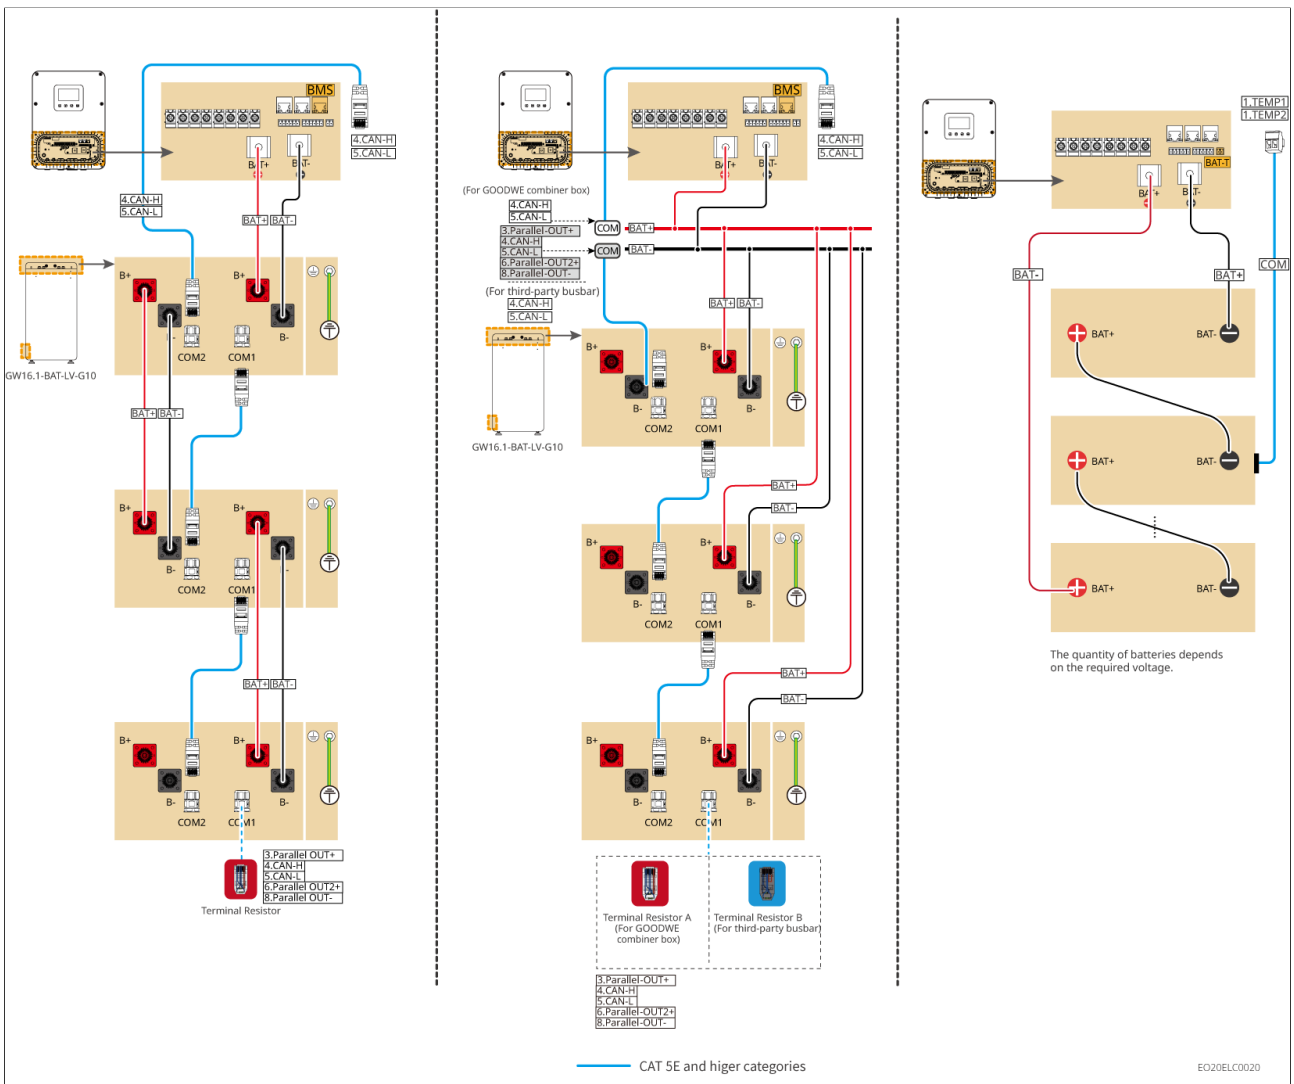 BMS
4.CAN-H
5.CAN-L
BAT+
BAT-
4.CAN-H
5.CAN-L
BAT+
BAT-
B+
B+
B-
B-
COM2
COM1
GW16.1-BAT-LV-G10
BAT+
BAT-
B+
B+
B-
B-
COM2
COM1
BAT+
BAT-
B+
B+
B-
B-
COM2
COM1
3.Parallel OUT+
4.CAN-H
5.CAN-L
6.Parallel OUT2+
8.Parallel OUT-
Terminal Resistor
BMS
4.CAN-H
5.CAN-L
BAT+
BAT-
(For GOODWE combiner box)
4.CAN-H
5.CAN-L
COM
BAT+
3.Parallel-OUT+
4.CAN-H
5.CAN-L
6.Parallel-OUT2+
8.Parallel-OUT-
COM
BAT-
(For third-party busbar)
4.CAN-H
5.CAN-L
BAT+
BAT-
B+
B+
B-
B-
COM2
COM1
GW16.1-BAT-LV-G10
BAT+
BAT-
B+
B+
B-
B-
COM2
COM1
BAT+
BAT-
B+
B+
B-
B-
COM2
COM1
Terminal Resistor A
(For GOODWE
combiner box)
Terminal Resistor B
(For third-party busbar)
3.Parallel-OUT+
4.CAN-H
5.CAN-L
6.Parallel-OUT2+
8.Parallel-OUT-
1.TEMP1
1.TEMP2
BAT-T
BAT+
BAT-
BAT-
BAT+
COM
BAT+
BAT-
BAT+
BAT-
BAT+
BAT-
The quantity of batteries depends
on the required voltage.
CAT 5E and higer categories
EO20ELC0020